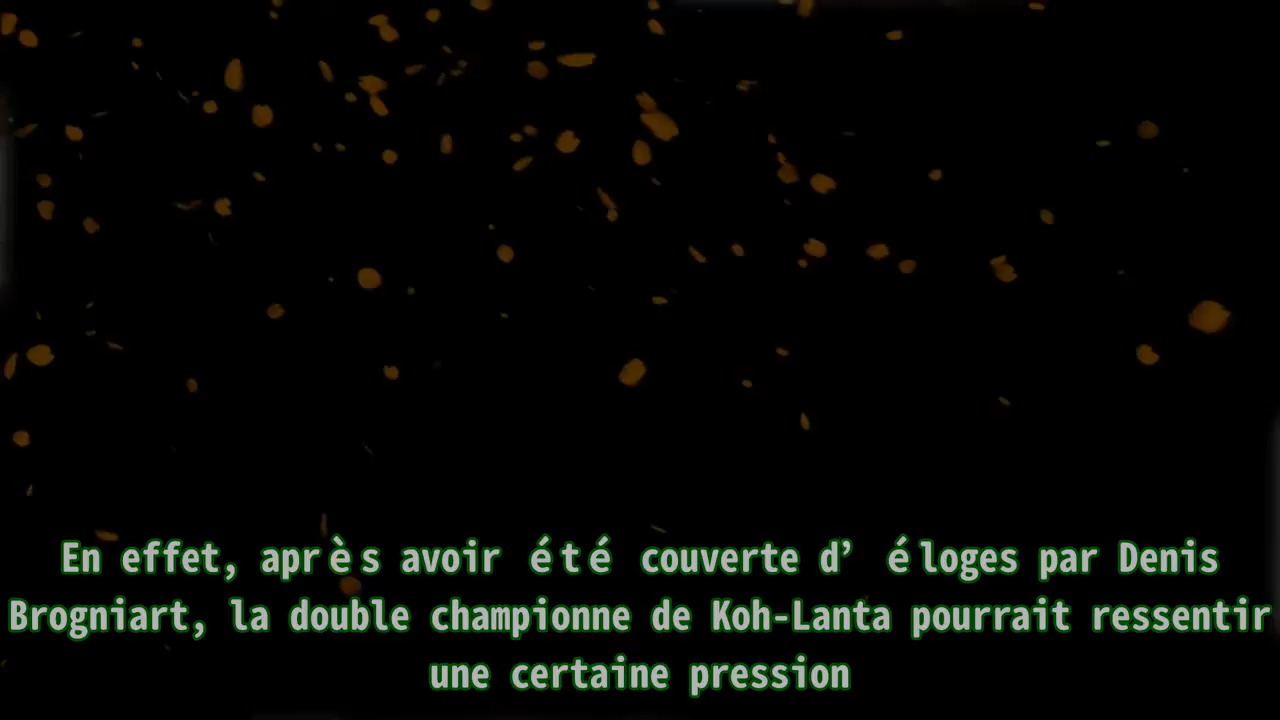 En effet, après avoir été couverte d’ éloges par Denis
Brogniart, la double championne de Koh-Lanta pourrait ressentir
une certaine pression